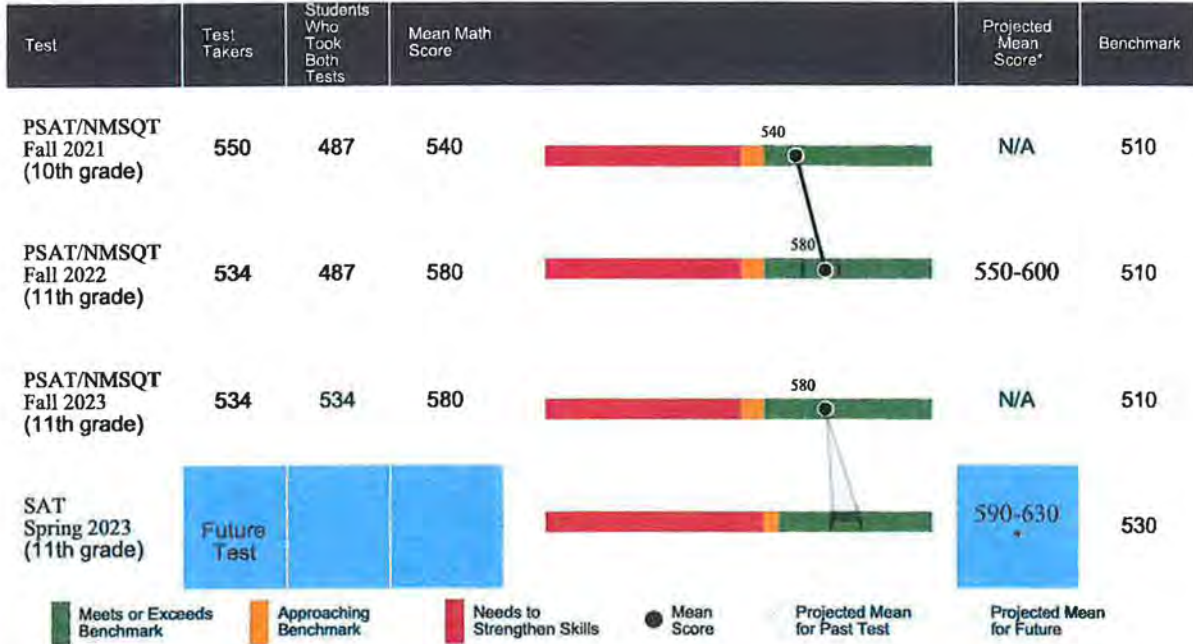 Test
Test
Takers
Students
Who
Took
Both
Tests
Mean Math
Score
Projected
Mean
Score*
Benchmark
PSAT/NMSQT
Fall 2021
(10th grade)
550
487
540
540
N/A
510
PSAT/NMSQT
Fall 2022
(11th grade)
534
487
580
580
550-600
510
PSAT/NMSQT
Fall 2023
(11th grade)
534
534
580
580
N/A
510
SAT
Spring 2023
(11th grade)
Future
Test
590-630
*
530
Meets or Exceeds
Benchmark
Approaching
Benchmark
Needs to
Strengthen Skills
Mean
Score
Projected Mean
for Past Test
Projected Mean
for Future